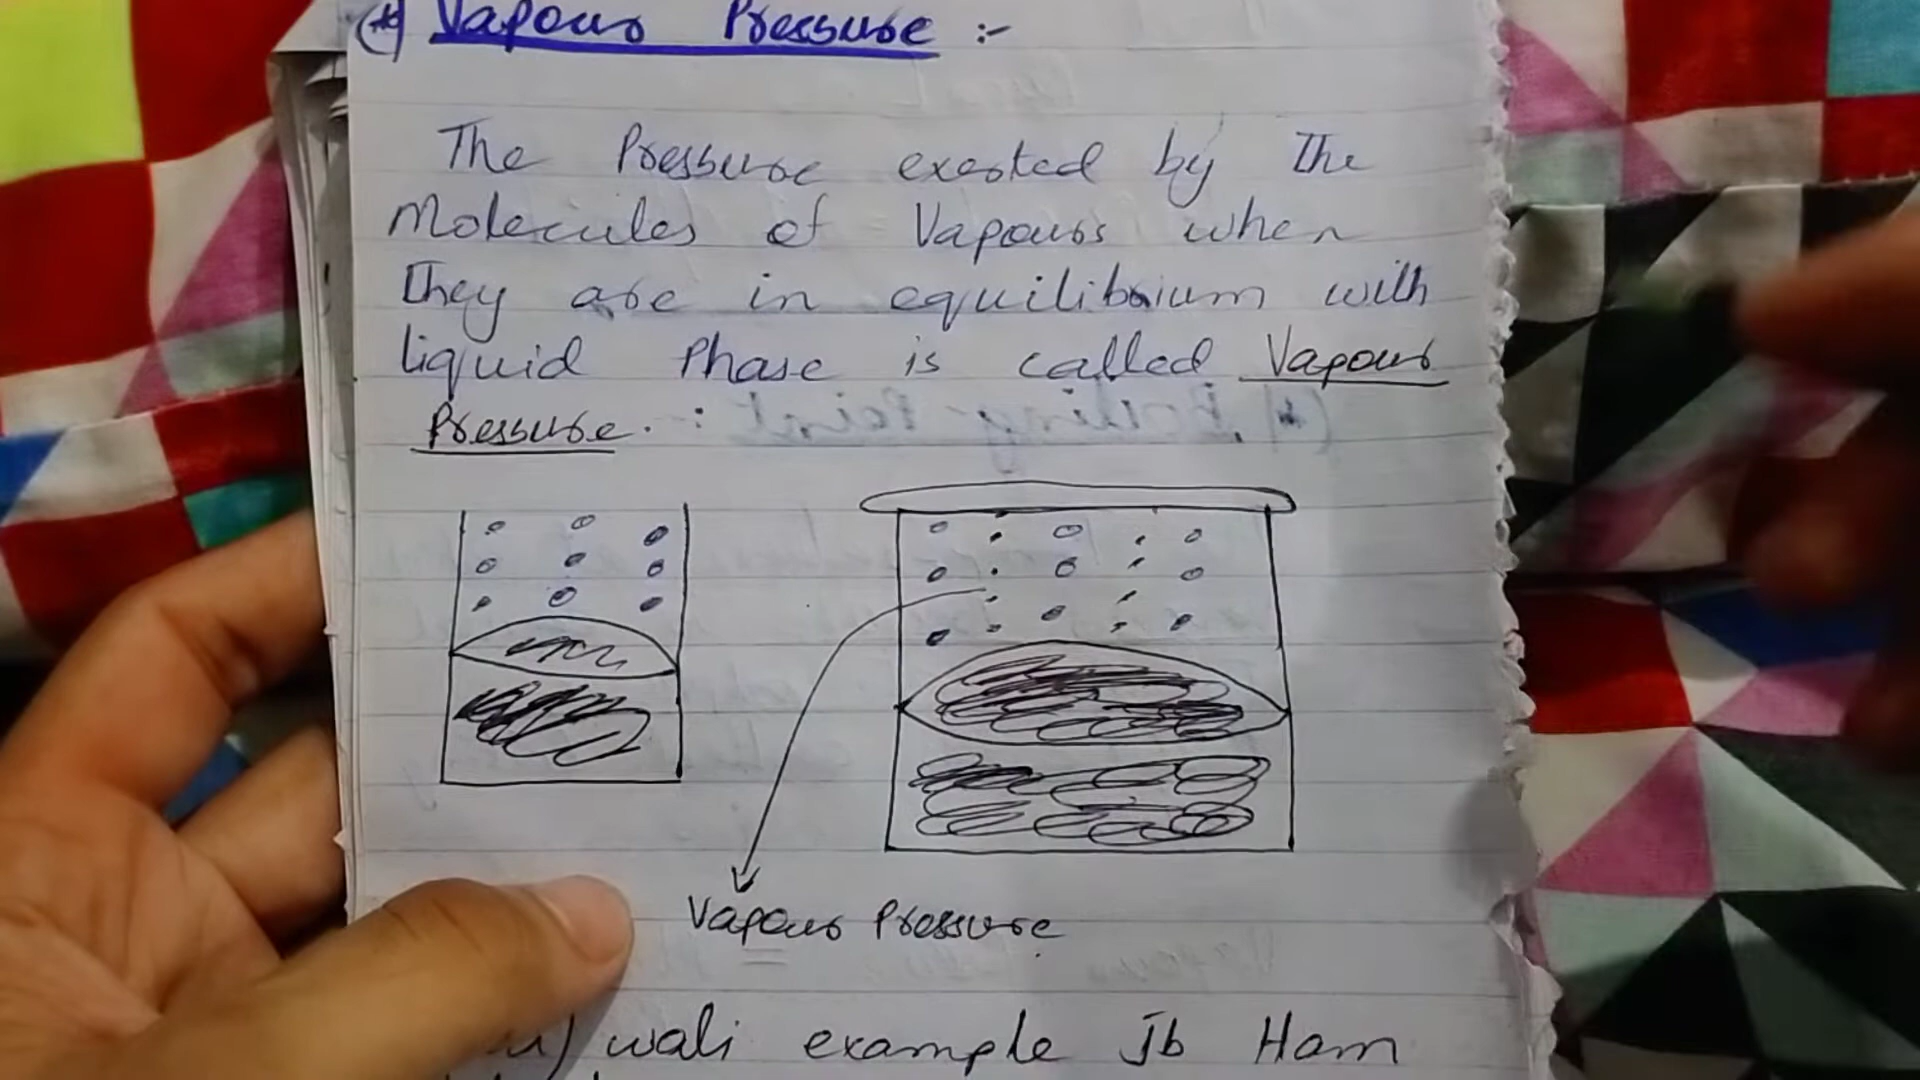 (*) Vapour Pressure :-
The Pressure exerted by the
Molecules of Vapours when
They are in equilibrium with
liquid Phase is called Vapour
Pressure.
Vapour Pressure
wali example Jb Ham